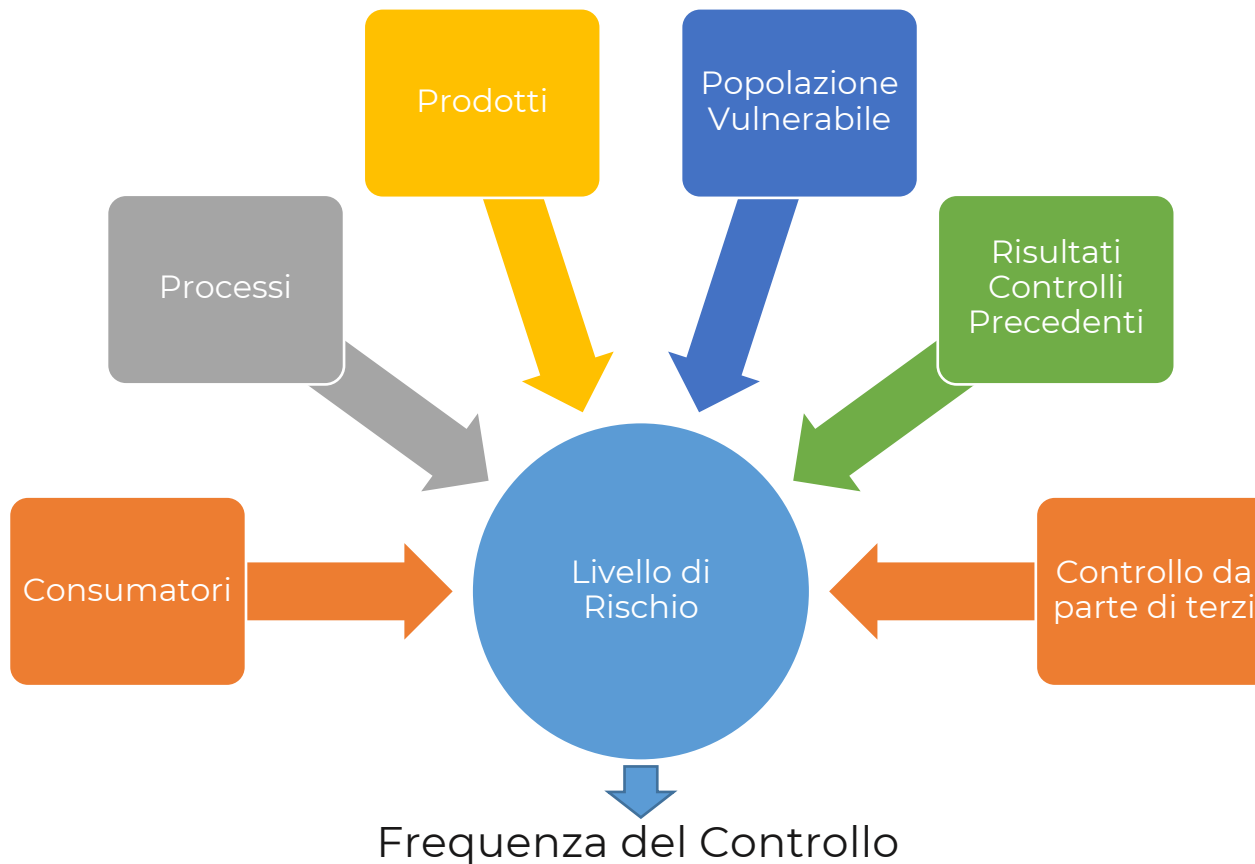 Prodotti
Popolazione
Vulnerabile
Processi
Risultati
Controlli
Precedenti
Consumatori
Livello di
Rischio
Controllo da
parte di terzi
Frequenza del Controllo